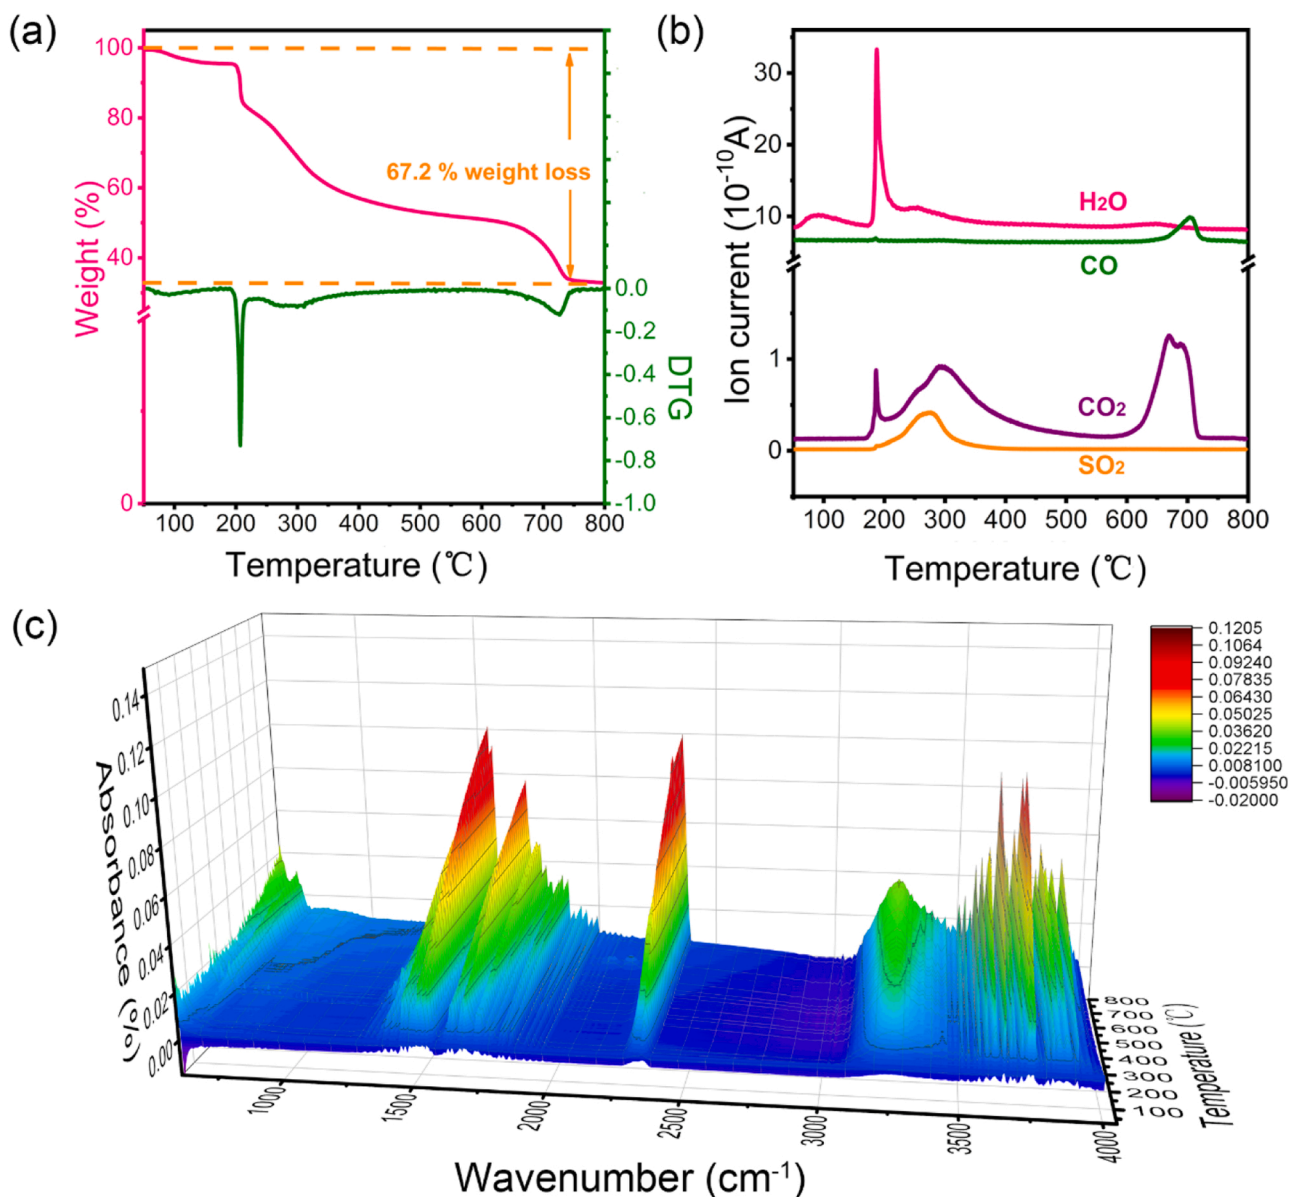 (a)
100
80
60
40
0
Weight (%)
67.2 % weight loss
0.0
-0.2
-0.4
-0.6
-0.8
-1.0
DTG
100 200 300 400 500 600 700 800
Temperature (℃)
(b)
30
20
10
1
0
Ion current (10⁻¹⁰A)
H₂O
CO
CO₂
SO₂
100 200 300 400 500 600 700 800
Temperature (℃)
(c)
0.14
0.12
0.10
0.08
0.06
0.04
0.02
0.00
Absorbance (%)
0.1205
0.1064
0.09240
0.07835
0.06430
0.05025
0.03620
0.02215
0.008100
-0.005950
-0.02000
800
700
600
500
400
300
200
100
Temperature (℃)
1000 1500 2000 2500 3000 3500 4000
Wavenumber (cm⁻¹)